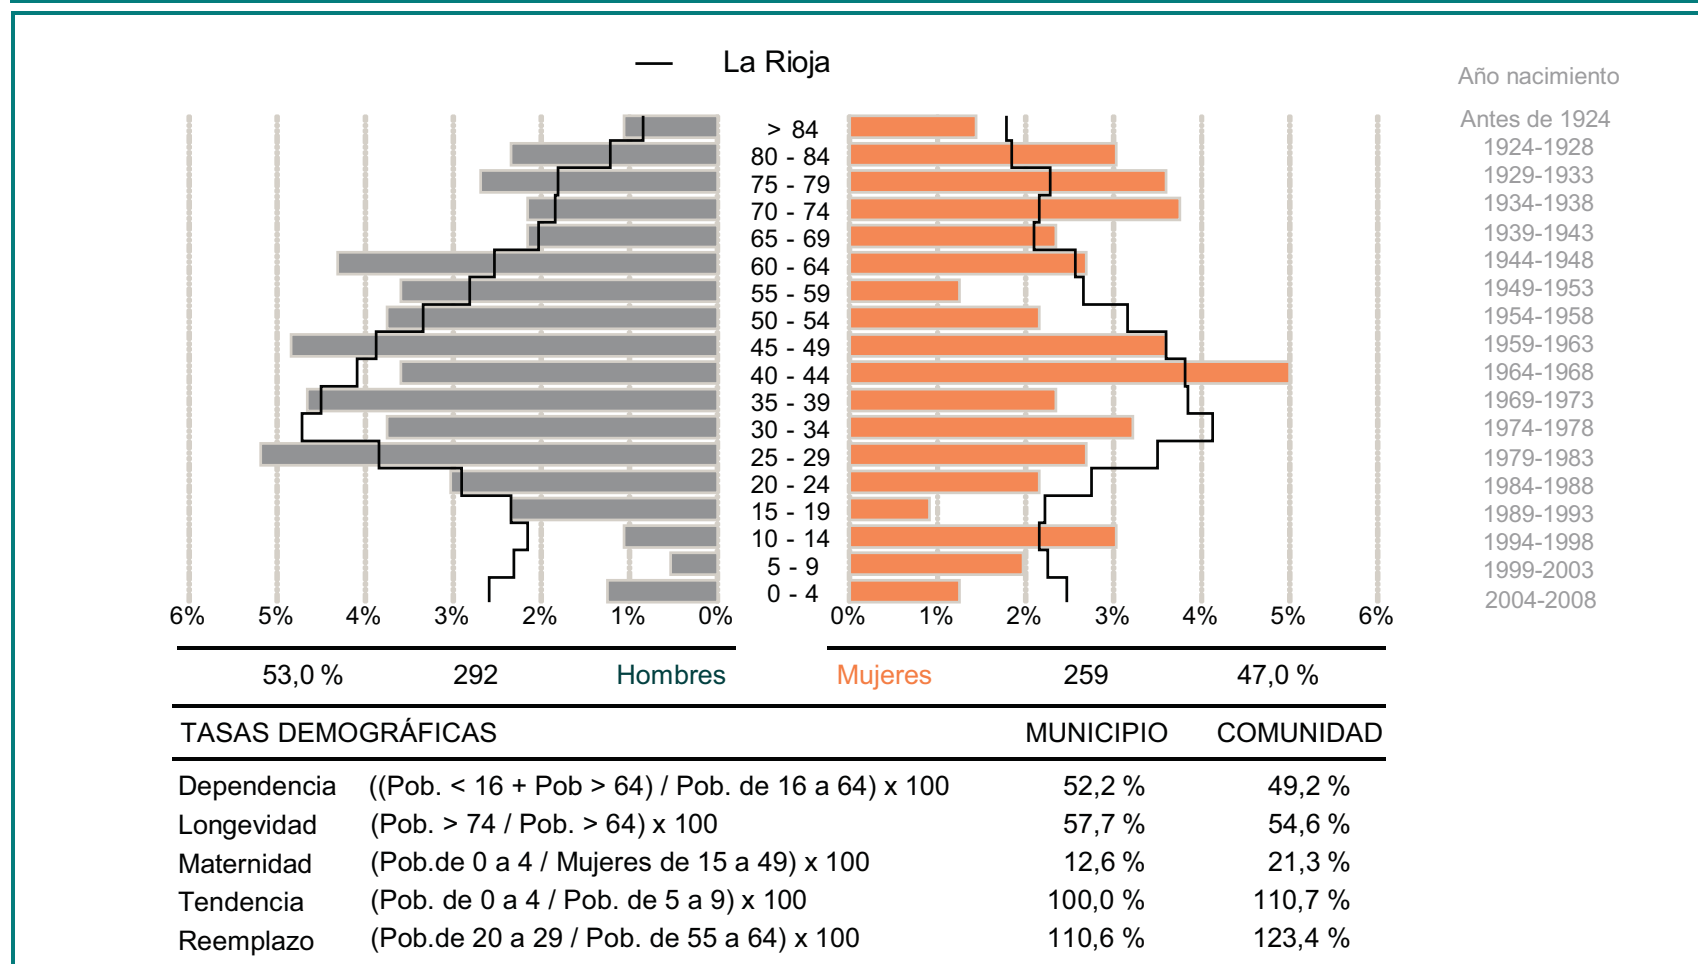 La Rioja
Año nacimiento
> 84 Antes de 1924
80 - 84 1924-1928
75 - 79 1929-1933
70 - 74 1934-1938
65 - 69 1939-1943
60 - 64 1944-1948
55 - 59 1949-1953
50 - 54 1954-1958
45 - 49 1959-1963
40 - 44 1964-1968
35 - 39 1969-1973
30 - 34 1974-1978
25 - 29 1979-1983
20 - 24 1984-1988
15 - 19 1989-1993
10 - 14 1994-1998
5 - 9 1999-2003
0 - 4 2004-2008
6% 5% 4% 3% 2% 1% 0% 0% 1% 2% 3% 4% 5% 6%
53,0 % 292 Hombres Mujeres 259 47,0 %
TASAS DEMOGRÁFICAS MUNICIPIO COMUNIDAD
Dependencia ((Pob. < 16 + Pob > 64) / Pob. de 16 a 64) x 100 52,2 % 49,2 %
Longevidad (Pob. > 74 / Pob. > 64) x 100 57,7 % 54,6 %
Maternidad (Pob.de 0 a 4 / Mujeres de 15 a 49) x 100 12,6 % 21,3 %
Tendencia (Pob. de 0 a 4 / Pob. de 5 a 9) x 100 100,0 % 110,7 %
Reemplazo (Pob.de 20 a 29 / Pob. de 55 a 64) x 100 110,6 % 123,4 %